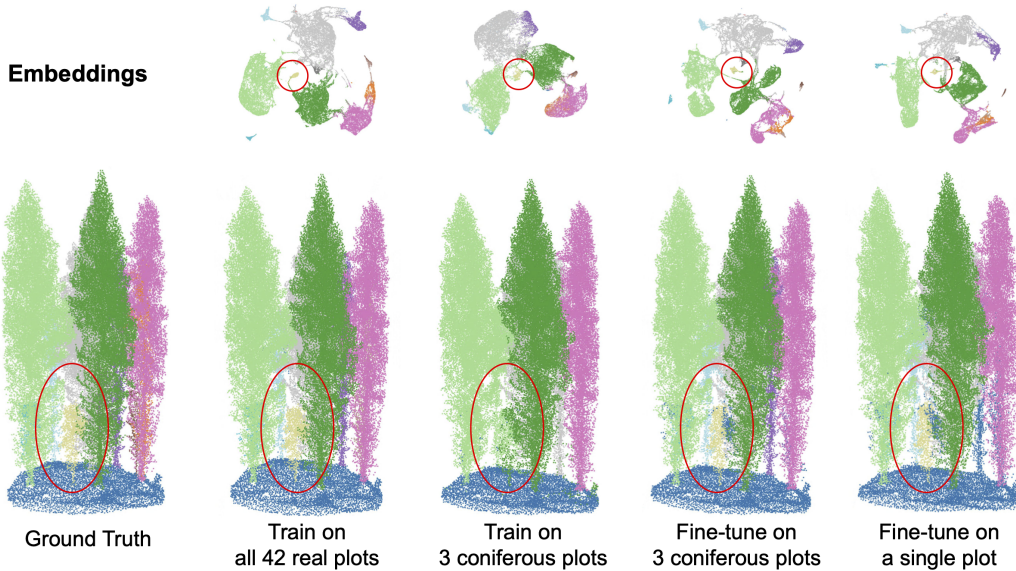 Embeddings
Ground Truth
Train on
all 42 real plots
Train on
3 coniferous plots
Fine-tune on
3 coniferous plots
Fine-tune on
a single plot